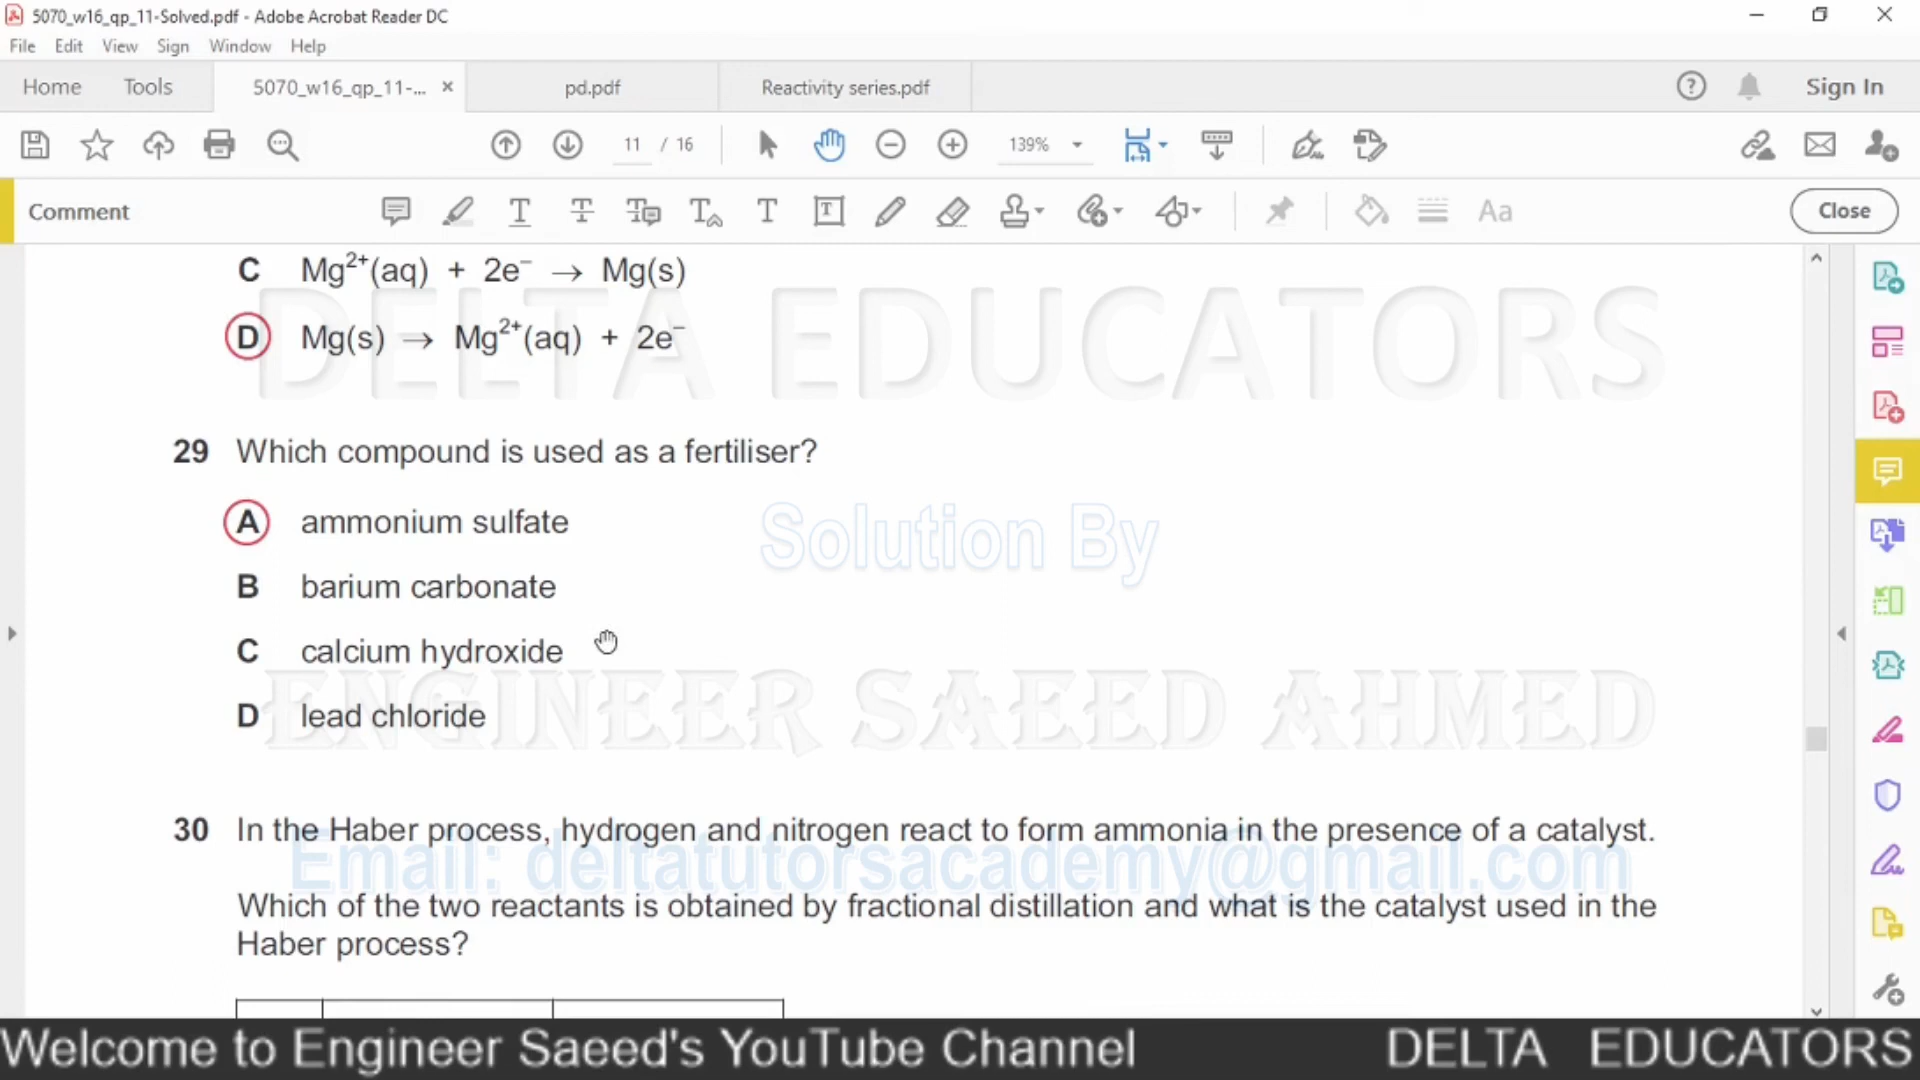 5070_w16_qp_11-Solved.pdf - Adobe Acrobat Reader DC
File Edit View Sign Window Help
Home Tools 5070_w16_qp_11-... × pd.pdf Reactivity series.pdf Sign In
11 / 16 139%
Comment Close
C Mg²⁺(aq) + 2e⁻ → Mg(s)
D Mg(s) → Mg²⁺(aq) + 2e⁻
DELTA EDUCATORS
29 Which compound is used as a fertiliser?
A ammonium sulfate
Solution By
B barium carbonate
C calcium hydroxide
ENGINEER SAEED AHMED
D lead chloride
30 In the Haber process, hydrogen and nitrogen react to form ammonia in the presence of a catalyst.
Email: deltatutorsacademy@gmail.com
Which of the two reactants is obtained by fractional distillation and what is the catalyst used in the
Haber process?
Welcome to Engineer Saeed's YouTube Channel DELTA EDUCATORS